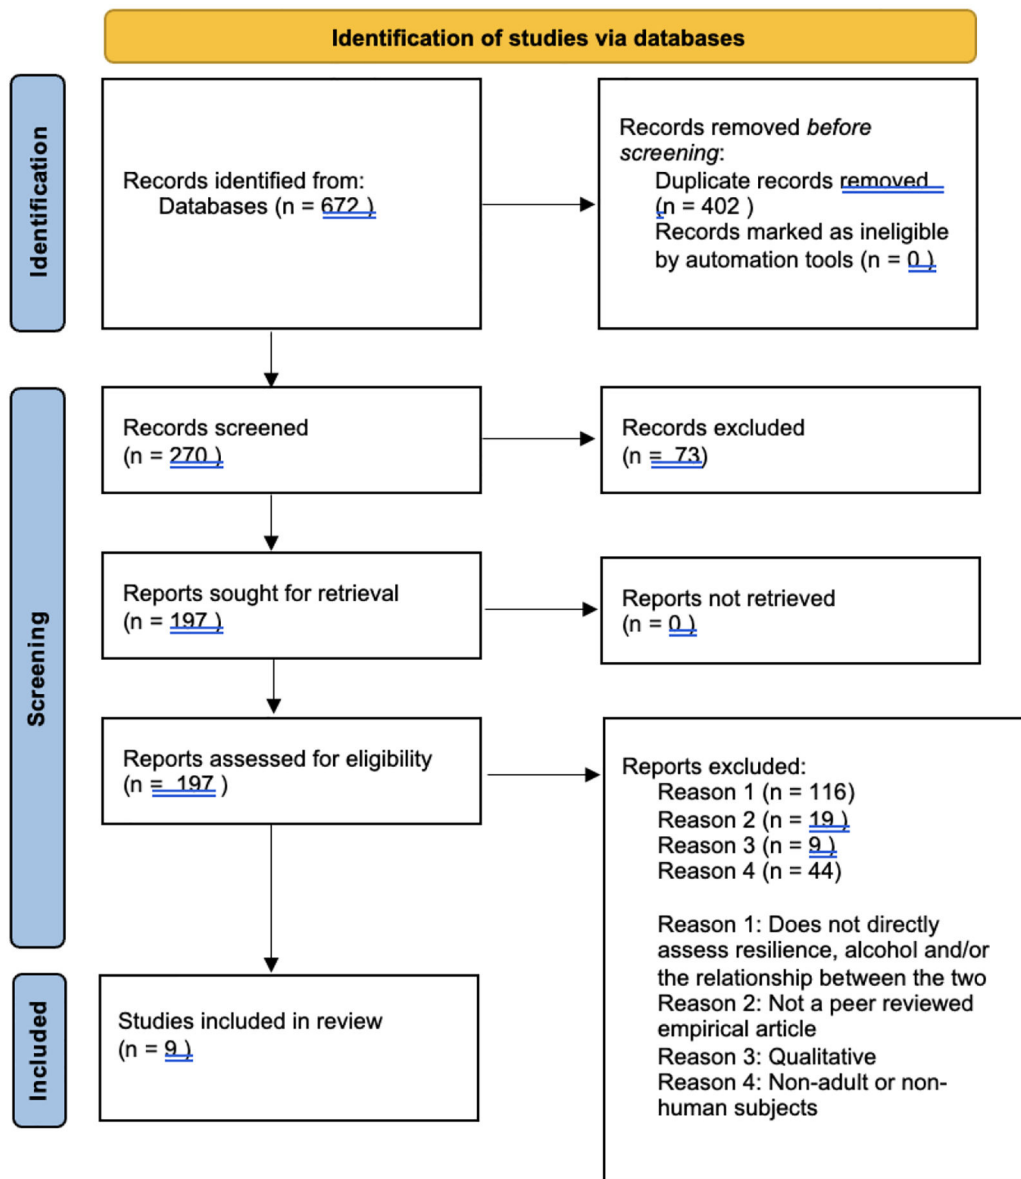 Identification of studies via databases
Identification
Records identified from:
Databases (n = 672 )
Records removed before
screening:
Duplicate records removed
(n = 402 )
Records marked as ineligible
by automation tools (n = 0 )
Screening
Records screened
(n = 270 )
Records excluded
(n =  73)
Reports sought for retrieval
(n = 197 )
Reports not retrieved
(n = 0 )
Reports assessed for eligibility
(n =  197 )
Reports excluded:
Reason 1 (n = 116)
Reason 2 (n = 19 )
Reason 3 (n = 9 )
Reason 4 (n = 44)
Reason 1: Does not directly
assess resilience, alcohol and/or
the relationship between the two
Reason 2: Not a peer reviewed
empirical article
Reason 3: Qualitative
Reason 4: Non-adult or non-
human subjects
Included
Studies included in review
(n = 9 )